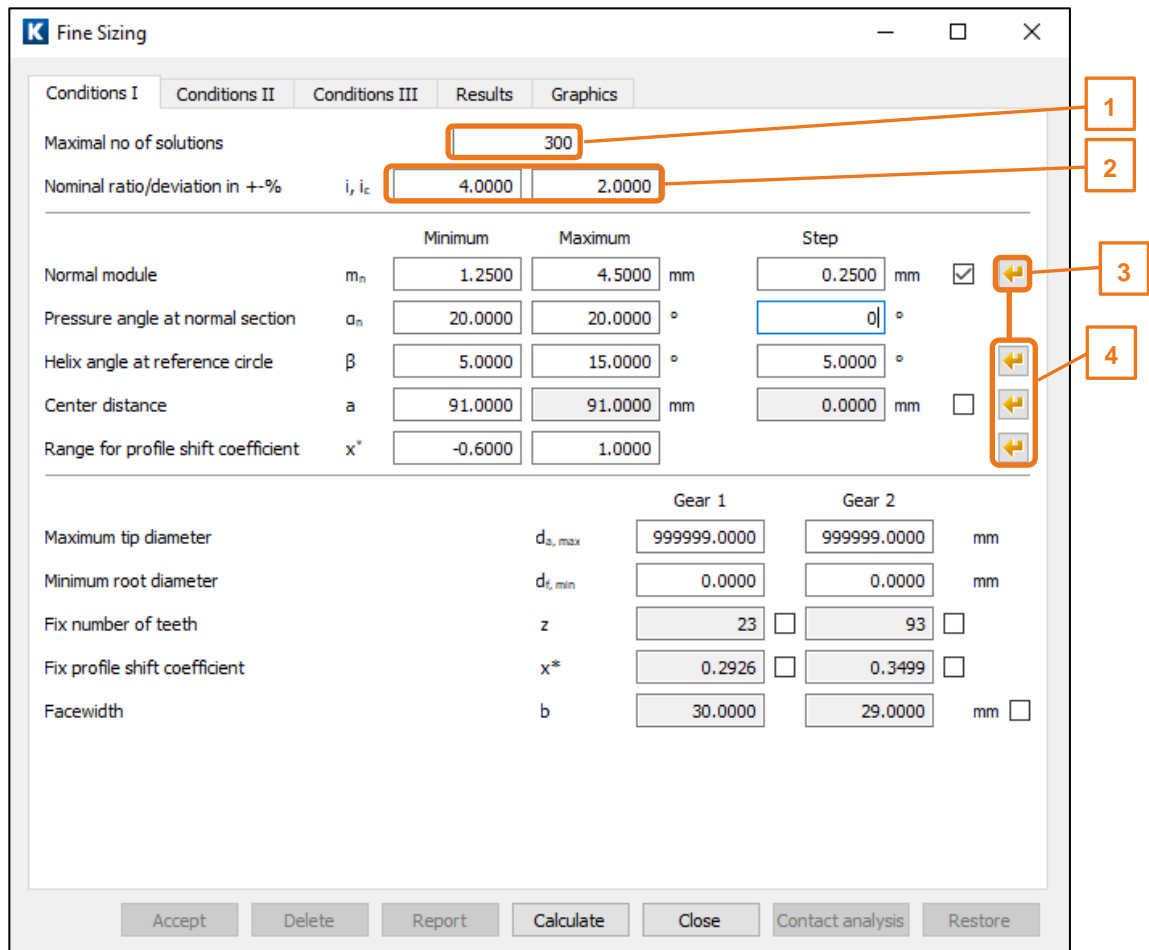 K Fine Sizing
Conditions I Conditions II Conditions III Results Graphics
Maximal no of solutions 300
Nominal ratio/deviation in +-% i, i꜀ 4.0000 2.0000
Minimum Maximum Step
Normal module mₙ 1.2500 4.5000 mm 0.2500 mm
Pressure angle at normal section αₙ 20.0000 20.0000 ° 0 °
Helix angle at reference circle β 5.0000 15.0000 ° 5.0000 °
Center distance a 91.0000 91.0000 mm 0.0000 mm
Range for profile shift coefficient x* -0.6000 1.0000
Gear 1 Gear 2
Maximum tip diameter da, max 999999.0000 999999.0000 mm
Minimum root diameter df, min 0.0000 0.0000 mm
Fix number of teeth z 23 93
Fix profile shift coefficient x* 0.2926 0.3499
Facewidth b 30.0000 29.0000 mm
Accept Delete Report Calculate Close Contact analysis Restore
1
2
3
4